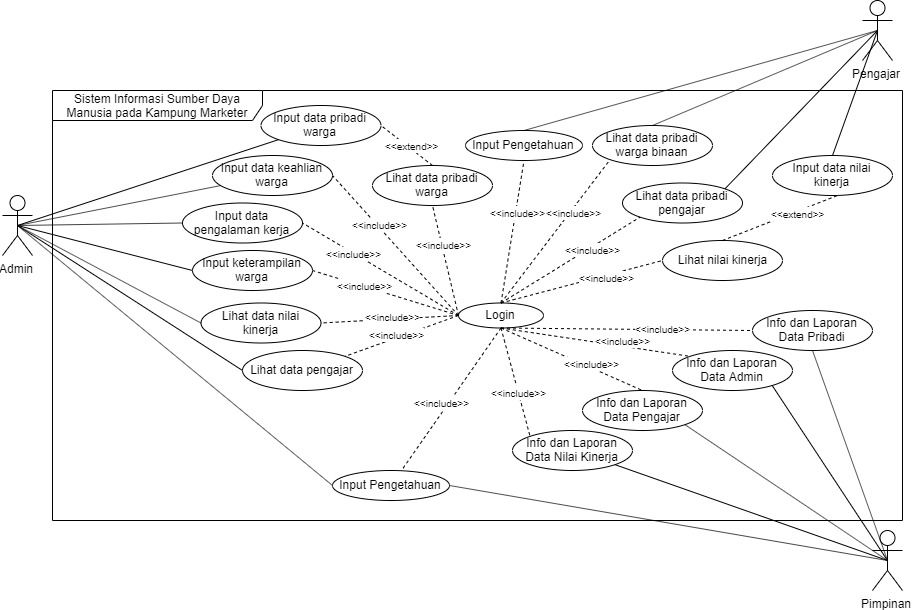 Pengajar
Sistem Informasi Sumber Daya
Manusia pada Kampung Marketer
Input data pribadi
warga
<<extend>>
Input Pengetahuan
Lihat data pribadi
warga binaan
Input data keahlian
warga
Lihat data pribadi
warga
Input data nilai
kinerja
Lihat data pribadi
pengajar
<<extend>>
<<include>>
<<include>>
<<include>>
Input data
pengalaman kerja
<<include>>
<<include>>
<<include>>
Admin
Input keterampilan
warga
Lihat nilai kinerja
<<include>>
<<include>>
Lihat data nilai
kinerja
Login
<<include>>
Info dan Laporan
Data Pribadi
<<include>>
<<include>>
<<include>>
Lihat data pengajar
<<include>>
Info dan Laporan
Data Admin
<<include>>
<<include>>
Info dan Laporan
Data Pengajar
Info dan Laporan
Data Nilai Kinerja
Input Pengetahuan
Pimpinan